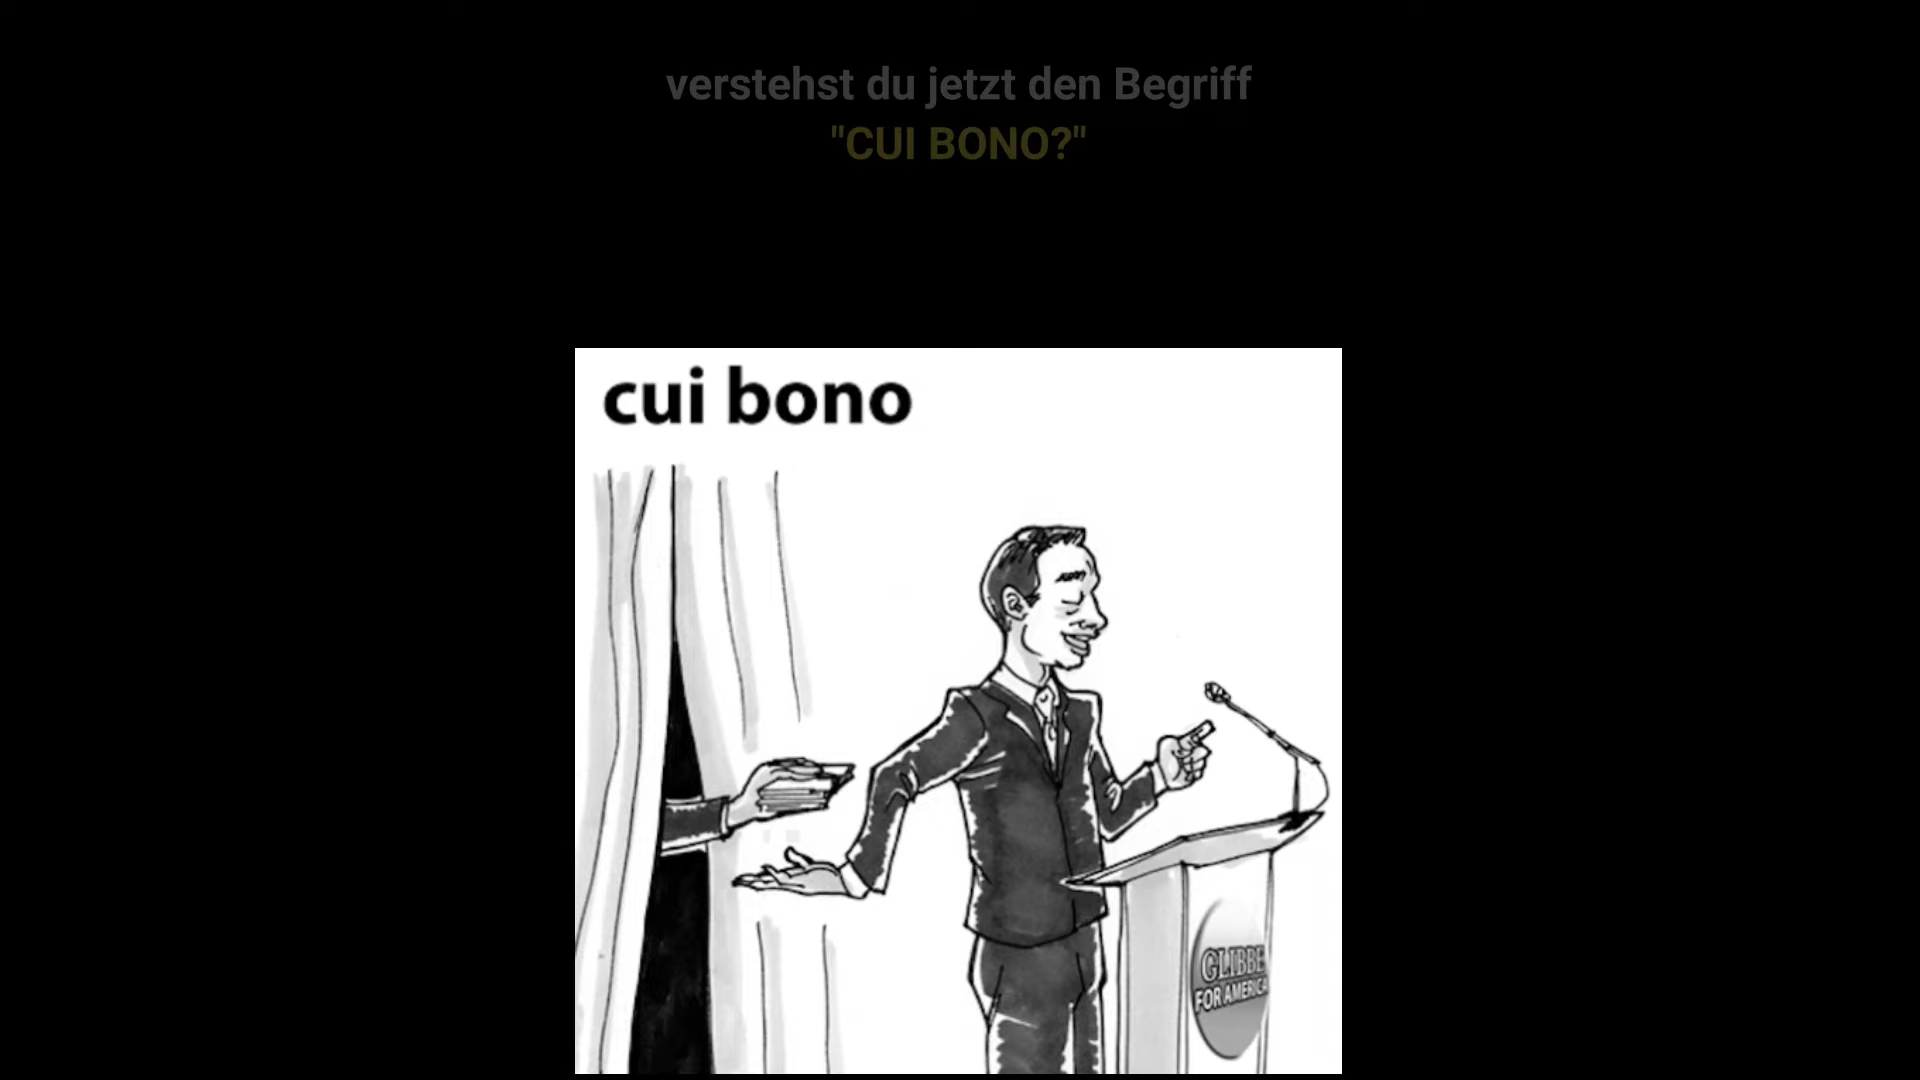 verstehst du jetzt den Begriff
"CUI BONO?"
cui bono
GLIBBE
FOR AMERICA